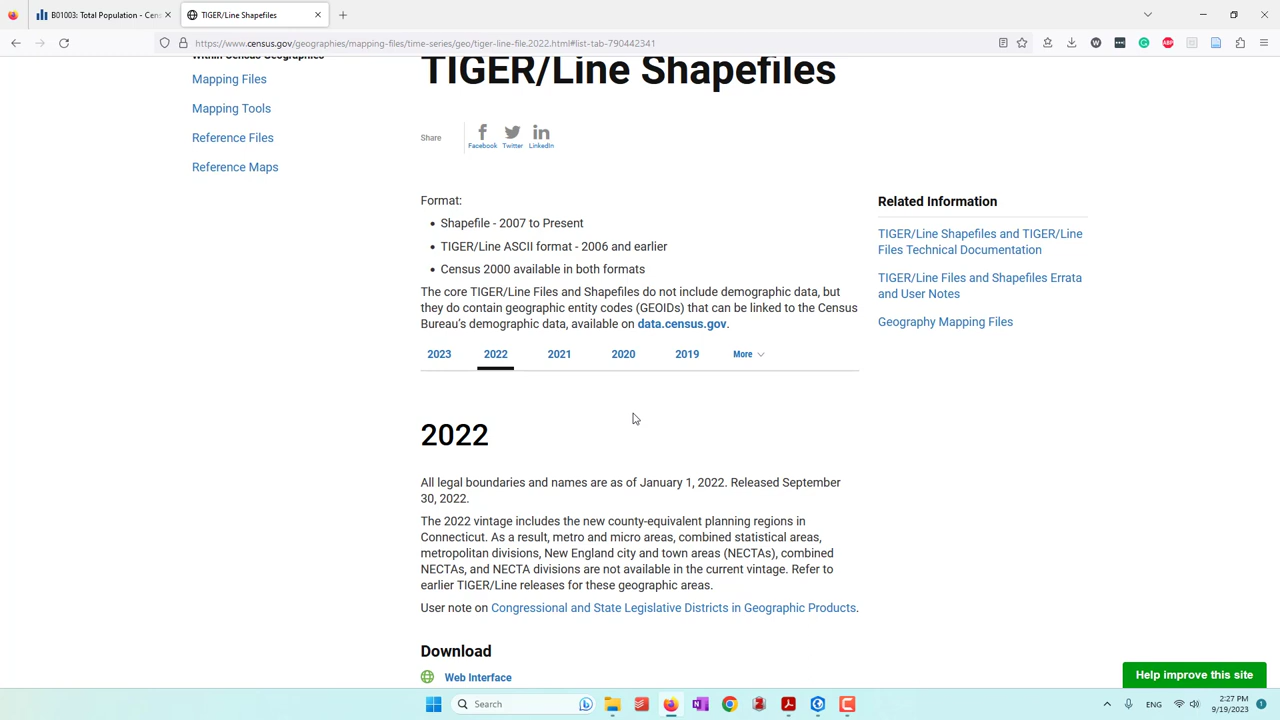 B01003: Total Population - Cens
TIGER/Line Shapefiles
https://www.census.gov/geographies/mapping-files/time-series/geo/tiger-line-file.2022.html#list-tab-790442341
Within Census Geographies
Mapping Files
Mapping Tools
Reference Files
Reference Maps
TIGER/Line Shapefiles
Share
Facebook
Twitter
LinkedIn
Format:
• Shapefile - 2007 to Present
• TIGER/Line ASCII format - 2006 and earlier
• Census 2000 available in both formats
The core TIGER/Line Files and Shapefiles do not include demographic data, but
they do contain geographic entity codes (GEOIDs) that can be linked to the Census
Bureau's demographic data, available on data.census.gov.
2023 2022 2021 2020 2019 More
2022
All legal boundaries and names are as of January 1, 2022. Released September
30, 2022.
The 2022 vintage includes the new county-equivalent planning regions in
Connecticut. As a result, metro and micro areas, combined statistical areas,
metropolitan divisions, New England city and town areas (NECTAs), combined
NECTAs, and NECTA divisions are not available in the current vintage. Refer to
earlier TIGER/Line releases for these geographic areas.
User note on Congressional and State Legislative Districts in Geographic Products.
Download
Web Interface
Related Information
TIGER/Line Shapefiles and TIGER/Line
Files Technical Documentation
TIGER/Line Files and Shapefiles Errata
and User Notes
Geography Mapping Files
Help improve this site
Search
ENG
2:27 PM
9/19/2023